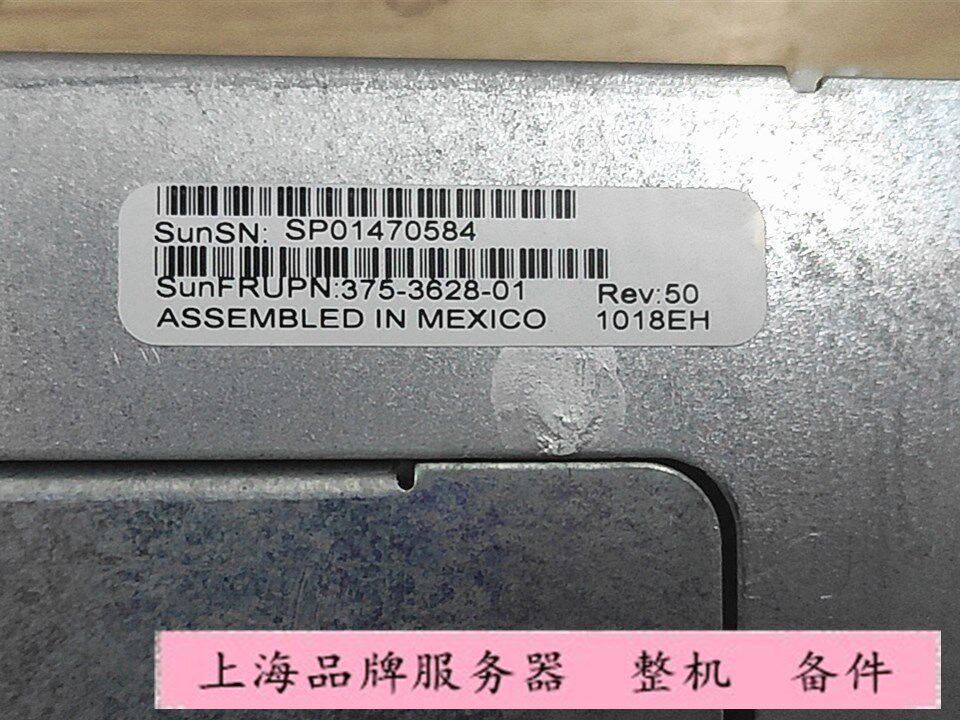 SunSN: SP01470584
SunFRUPN:375-3628-01 Rev:50
ASSEMBLED IN MEXICO 1018EH
上海品牌服务器 整机 备件